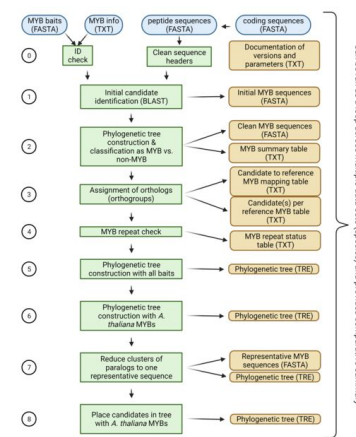 MYB baits
(FASTA)
MYB info
(TXT)
peptide sequences
(FASTA)
coding sequences
(FASTA)
0
ID
check
Clean sequence
headers
Documentation of
versions and
parameters (TXT)
1
Initial candidate
identification (BLAST)
Initial MYB sequences
(FASTA)
2
Phylogenetic tree
construction &
classification as MYB vs.
non-MYB
Clean MYB sequences
(FASTA)
MYB summary table
(TXT)
3
Assignment of orthologs
(orthogroups)
Candidate to reference
MYB mapping table
(TXT)
Candidate(s) per
reference MYB table
(TXT)
4
MYB repeat check
MYB repeat status
table (TXT)
5
Phylogenetic tree
construction with all baits
Phylogenetic tree (TRE)
6
Phylogenetic tree
construction with A.
thaliana MYBs
Phylogenetic tree (TRE)
7
Reduce clusters of
paralogs to one
representative sequence
Representative MYB
sequences (FASTA)
Phylogenetic tree (TRE)
8
Place candidates in tree
with A. thaliana MYBs
Phylogenetic tree (TRE)